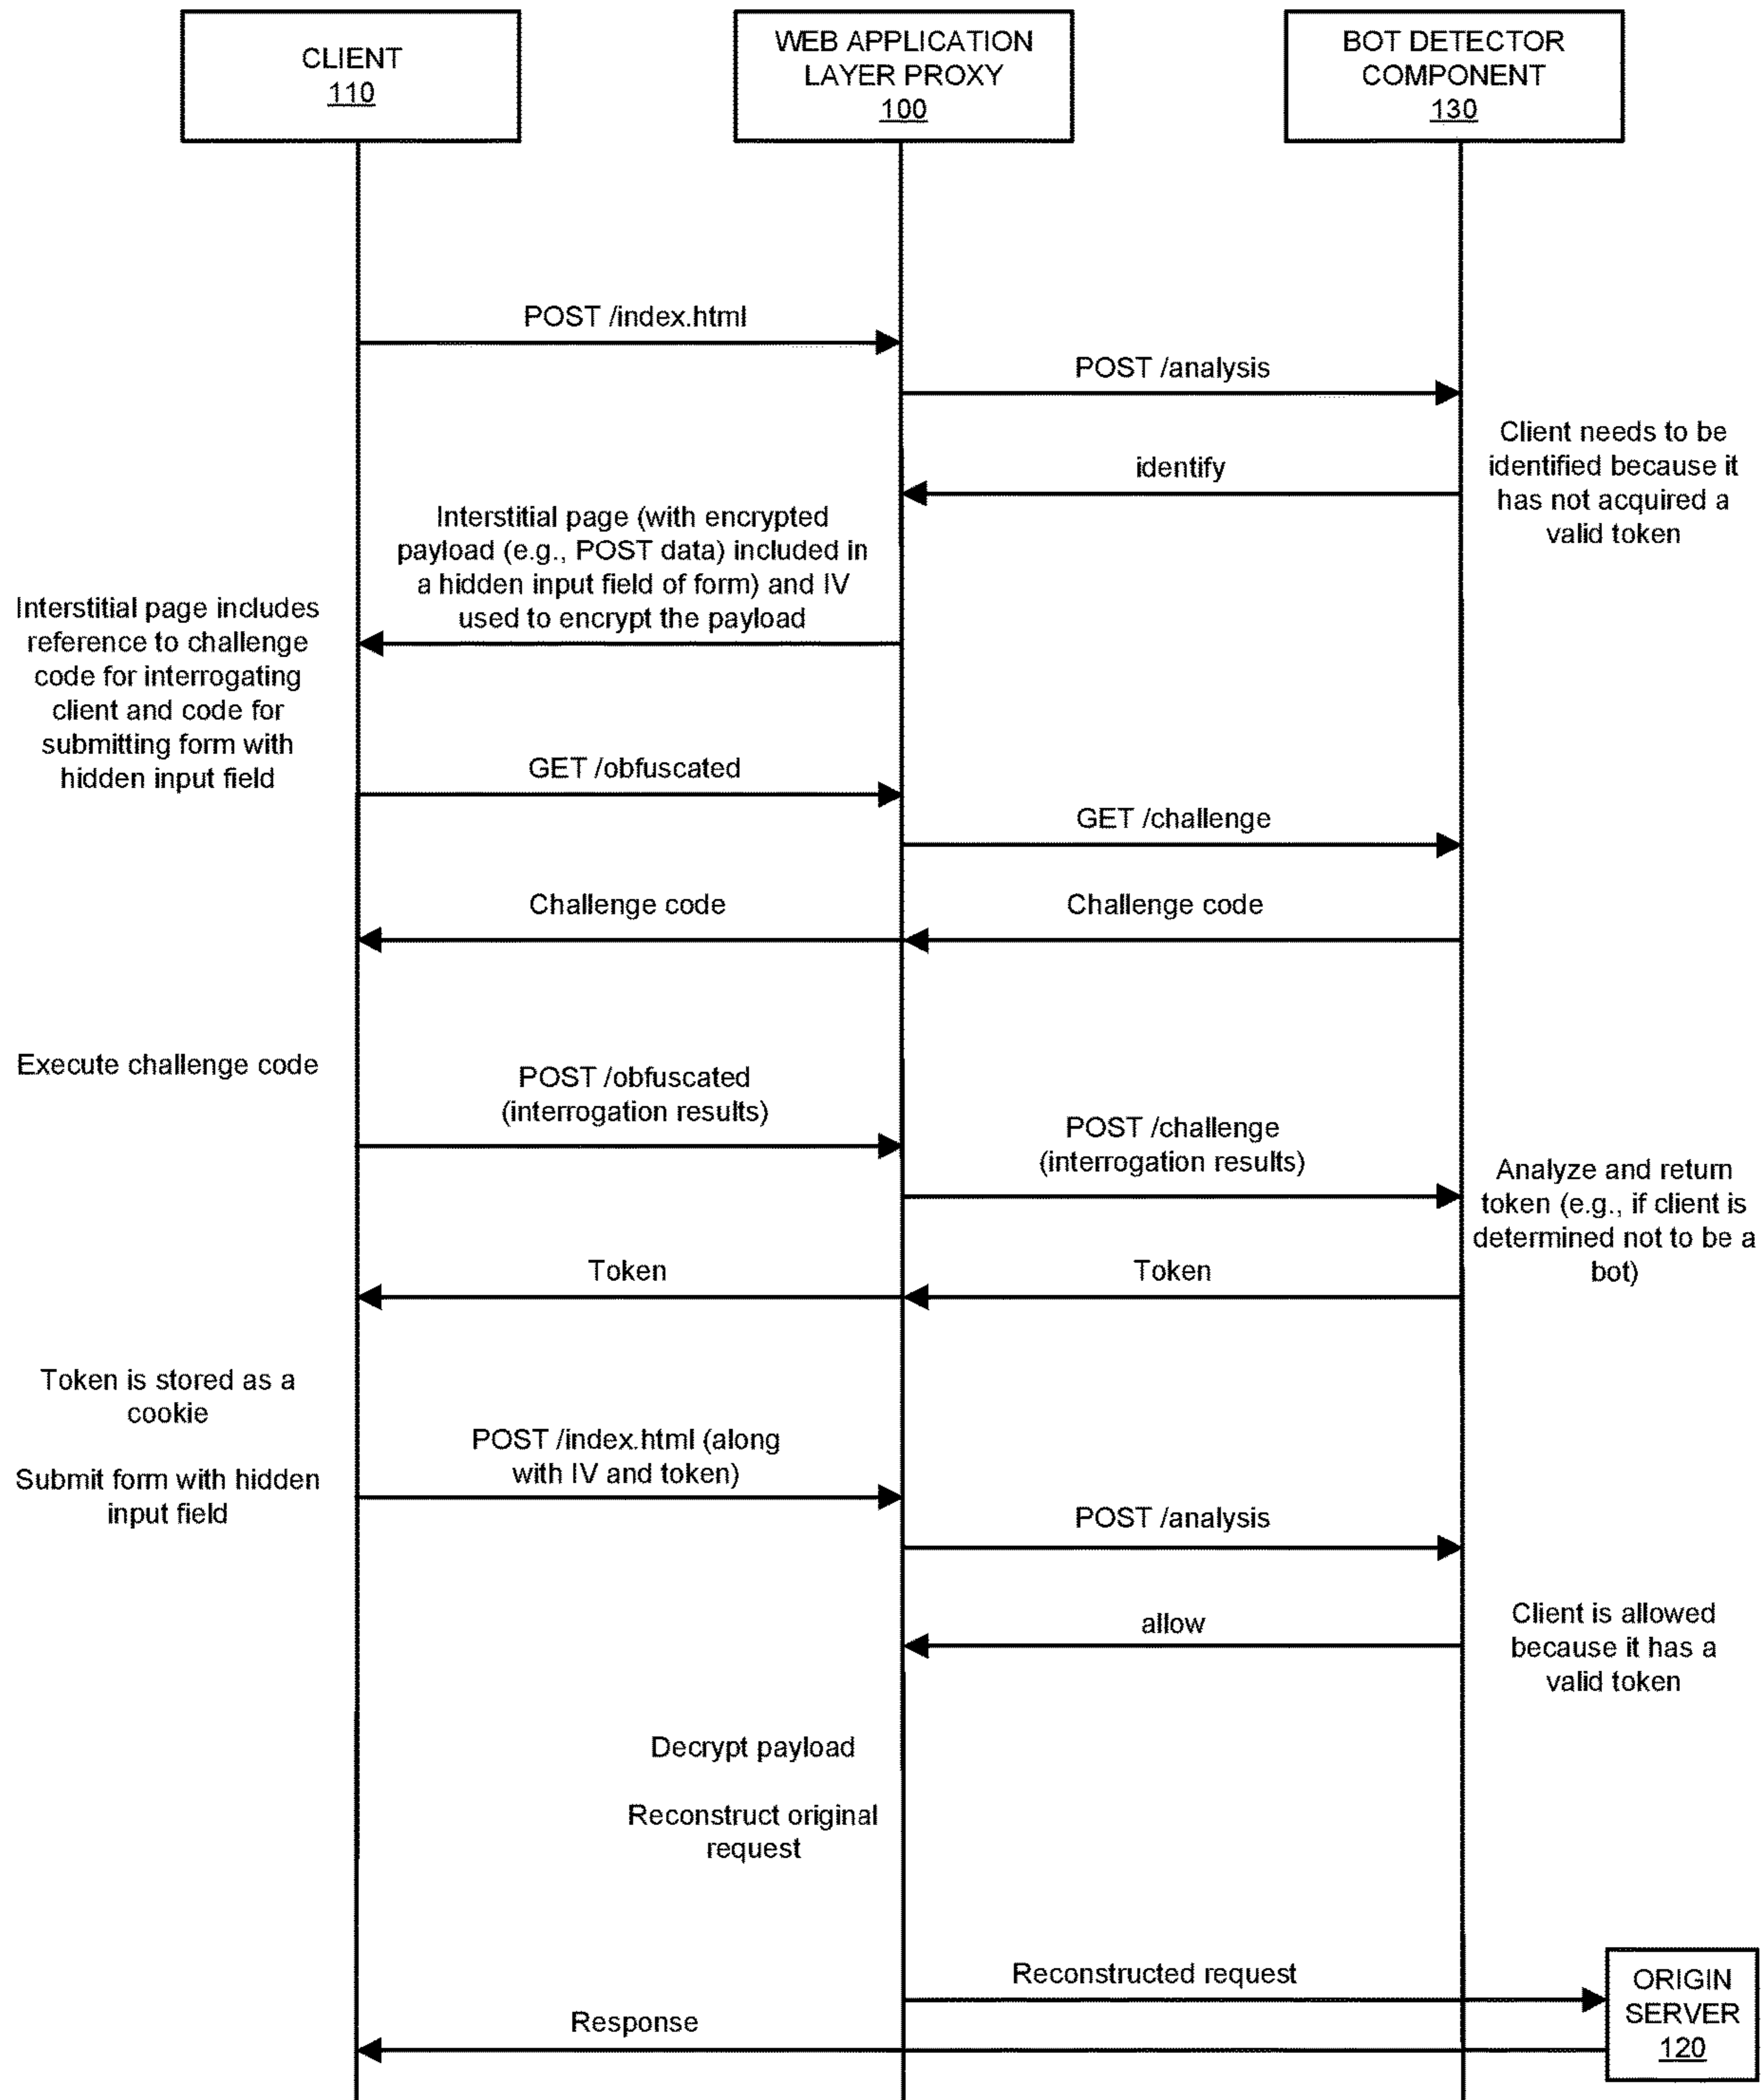 CLIENT
110
WEB APPLICATION
LAYER PROXY
100
BOT DETECTOR
COMPONENT
130
POST /index.html
POST /analysis
Client needs to be
identified because it
has not acquired a
valid token
identify
Interstitial page (with encrypted
payload (e.g., POST data) included in
a hidden input field of form) and IV
used to encrypt the payload
Interstitial page includes
reference to challenge
code for interrogating
client and code for
submitting form with
hidden input field
GET /obfuscated
GET /challenge
Challenge code
Challenge code
Execute challenge code
POST /obfuscated
(interrogation results)
POST /challenge
(interrogation results)
Analyze and return
token (e.g., if client is
determined not to be a
bot)
Token
Token
Token is stored as a
cookie
Submit form with hidden
input field
POST /index.html (along
with IV and token)
POST /analysis
allow
Client is allowed
because it has a
valid token
Decrypt payload
Reconstruct original
request
Reconstructed request
ORIGIN
SERVER
120
Response